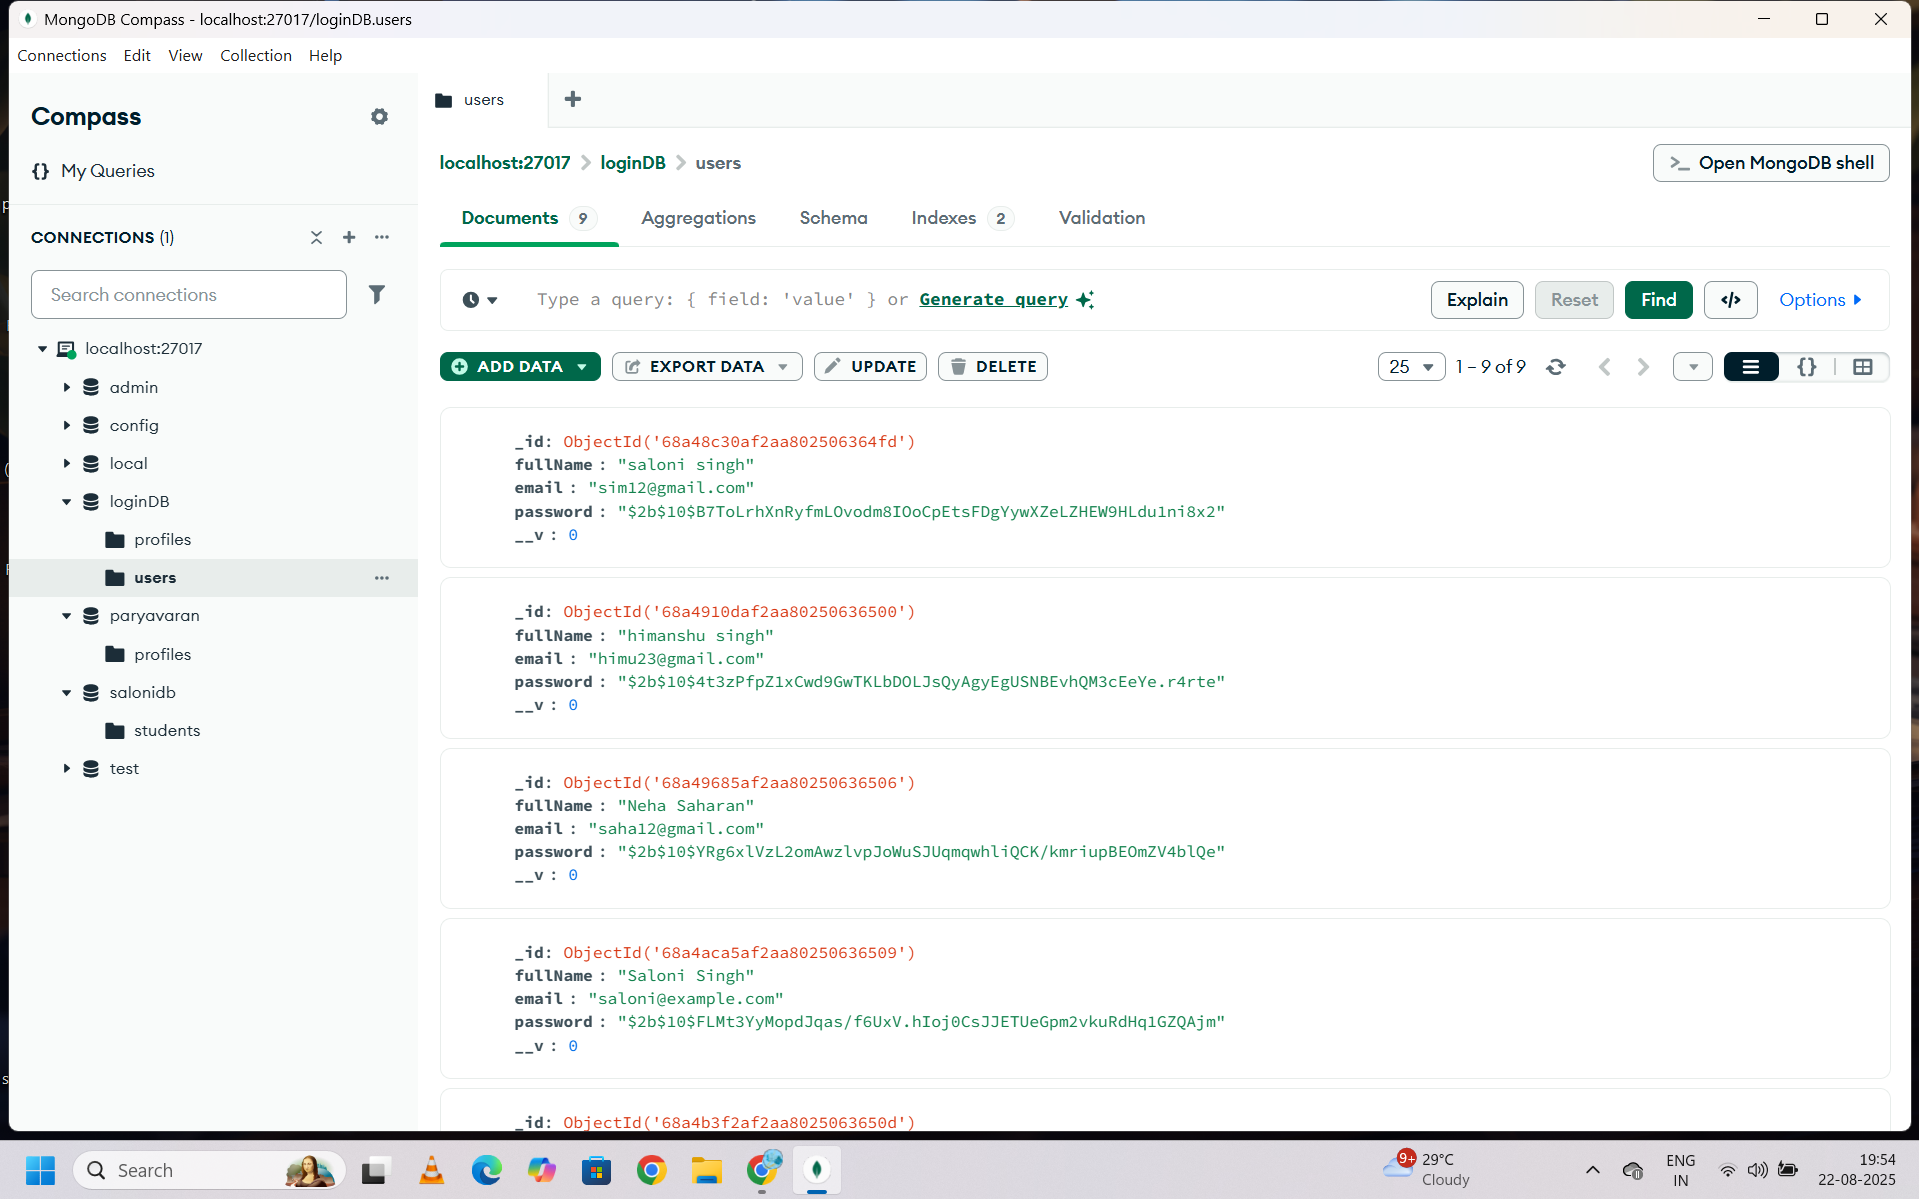 MongoDB Compass - localhost:27017/loginDB.users
Connections Edit View Collection Help
Compass
{} My Queries
CONNECTIONS (1)
Search connections
localhost:27017
admin
config
local
loginDB
profiles
users
paryavaran
profiles
salonidb
students
test
users
localhost:27017 > loginDB > users
>_ Open MongoDB shell
Documents 9 Aggregations Schema Indexes 2 Validation
Type a query: { field: 'value' } or Generate query
Explain Reset Find </> Options
ADD DATA EXPORT DATA UPDATE DELETE
25 1 – 9 of 9 {}
_id: ObjectId('68a48c30af2aa802506364fd')
fullName : "saloni singh"
email : "sim12@gmail.com"
password : "$2b$10$B7ToLrhXnRyfmLOvodm8IOoCpEtsFDgYywXZeLZHEW9HLdu1ni8x2"
__v : 0
_id: ObjectId('68a4910daf2aa80250636500')
fullName : "himanshu singh"
email : "himu23@gmail.com"
password : "$2b$10$4t3zPfpZ1xCwd9GwTKLbDOLJsQyAgyEgUSNBEvhQM3cEeYe.r4rte"
__v : 0
_id: ObjectId('68a49685af2aa80250636506')
fullName : "Neha Saharan"
email : "saha12@gmail.com"
password : "$2b$10$YRg6xlVzL2omAwzlvpJoWuSJUqmqwhliQCK/kmriupBEOmZV4blQe"
__v : 0
_id: ObjectId('68a4aca5af2aa80250636509')
fullName : "Saloni Singh"
email : "saloni@example.com"
password : "$2b$10$FLMt3YyMopdJqas/f6UxV.hIoj0CsJJETUeGpm2vkuRdHq1GZQAjm"
__v : 0
_id: ObjectId('68a4b3f2af2aa8025063650d')
Search
9+
29°C
Cloudy
ENG
IN
19:54
22-08-2025